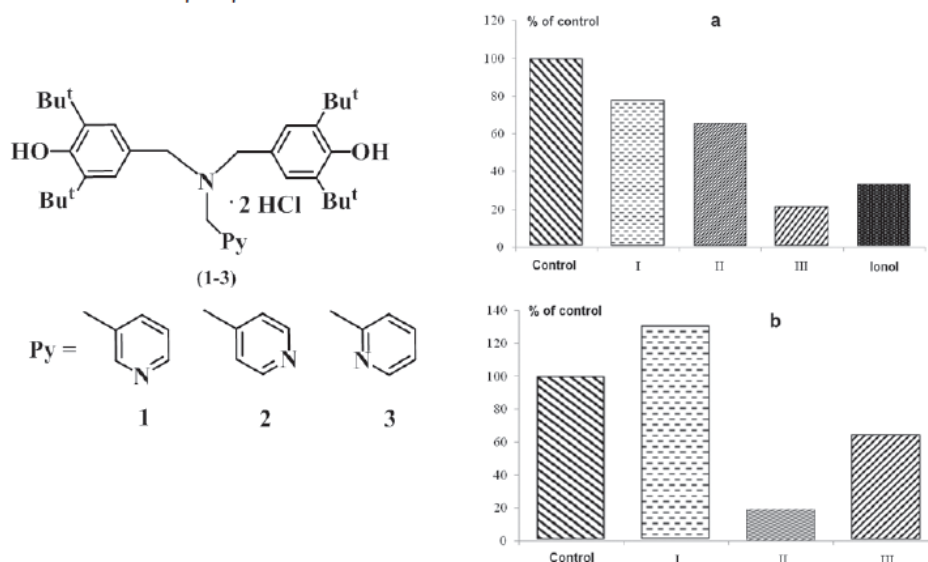 Bu^t
Bu^t
HO
OH
Bu^t
N
Bu^t
· 2 HCl
Py
(1-3)
Py =
N
N
N
1
2
3
a
% of control
120
100
80
60
40
20
0
Control
I
II
III
Ionol
b
% of control
140
120
100
80
60
40
20
0
Control
I
II
III